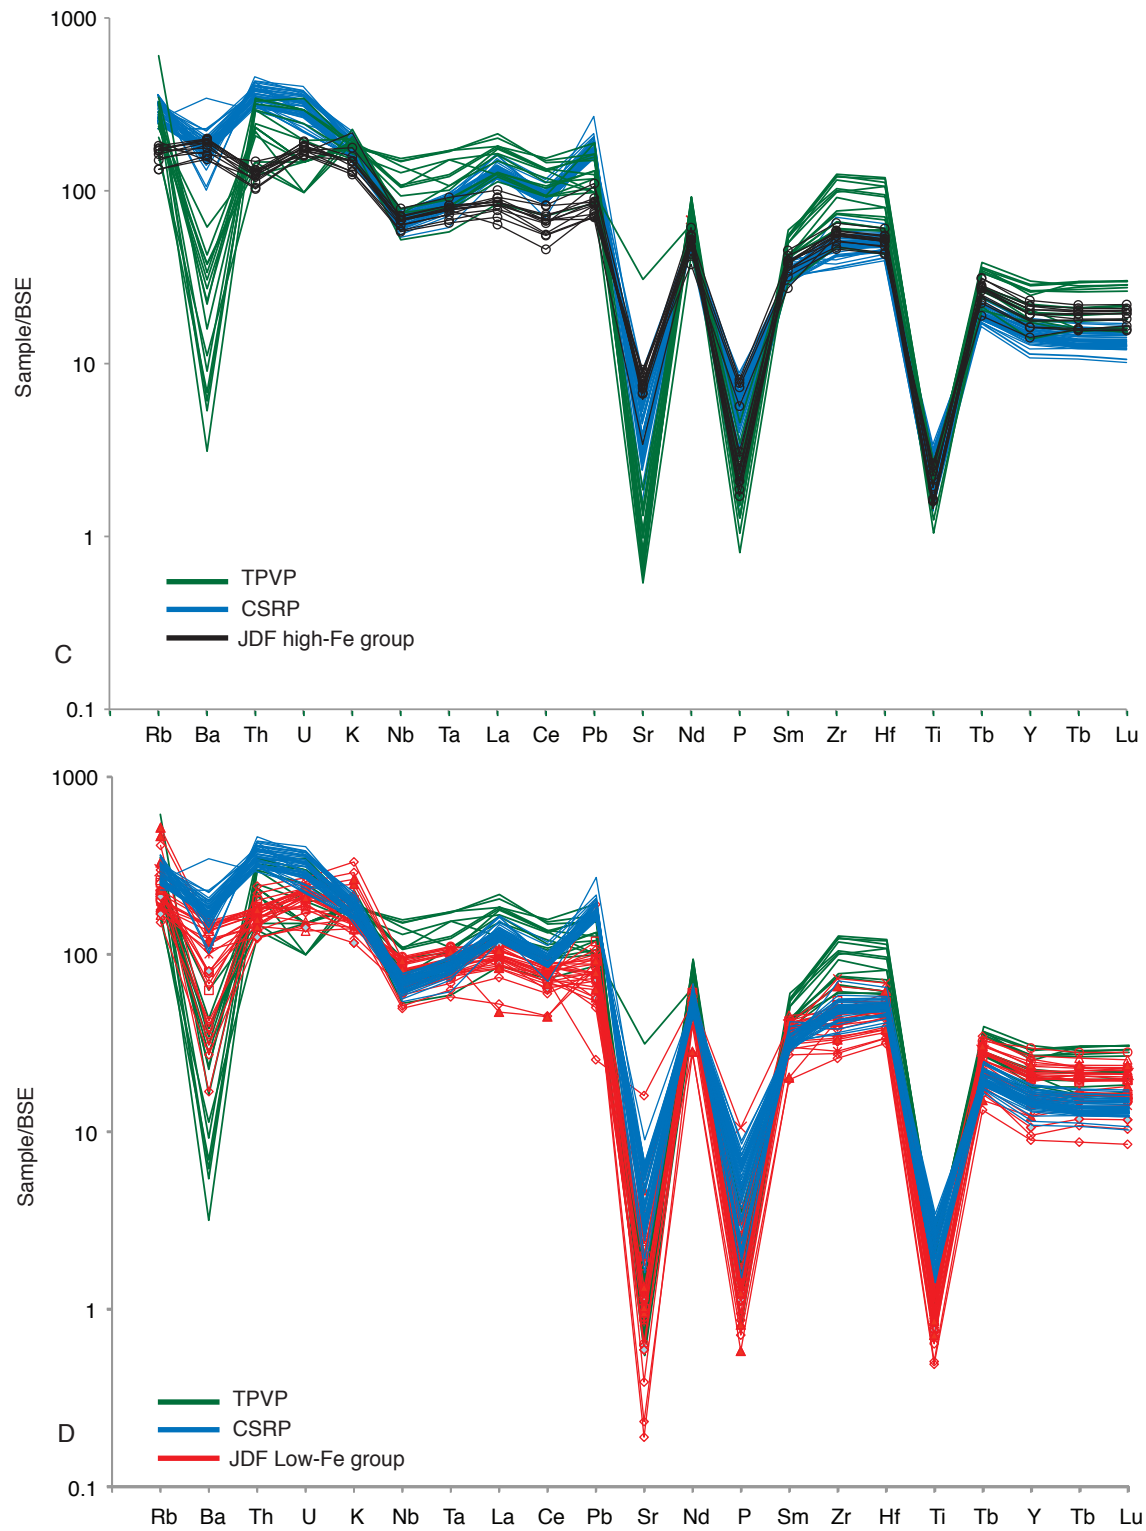 1000
100
10
1
0.1
Sample/BSE
TPVP
CSRP
JDF high-Fe group
C
Rb Ba Th U K Nb Ta La Ce Pb Sr Nd P Sm Zr Hf Ti Tb Y Tb Lu
1000
100
10
1
0.1
Sample/BSE
TPVP
CSRP
JDF Low-Fe group
D
Rb Ba Th U K Nb Ta La Ce Pb Sr Nd P Sm Zr Hf Ti Tb Y Tb Lu